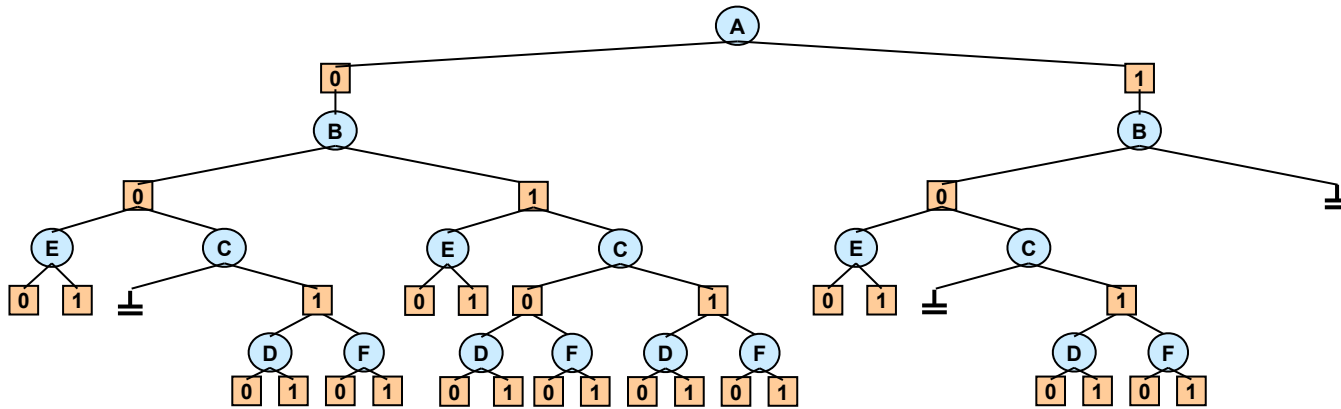 A
0 1
B B
0 1 0
E C E C E C
0 1 1 0 1 0 1 0 1 1
D F D F D F D F
0 1 0 1 0 1 0 1 0 1 0 1 0 1 0 1